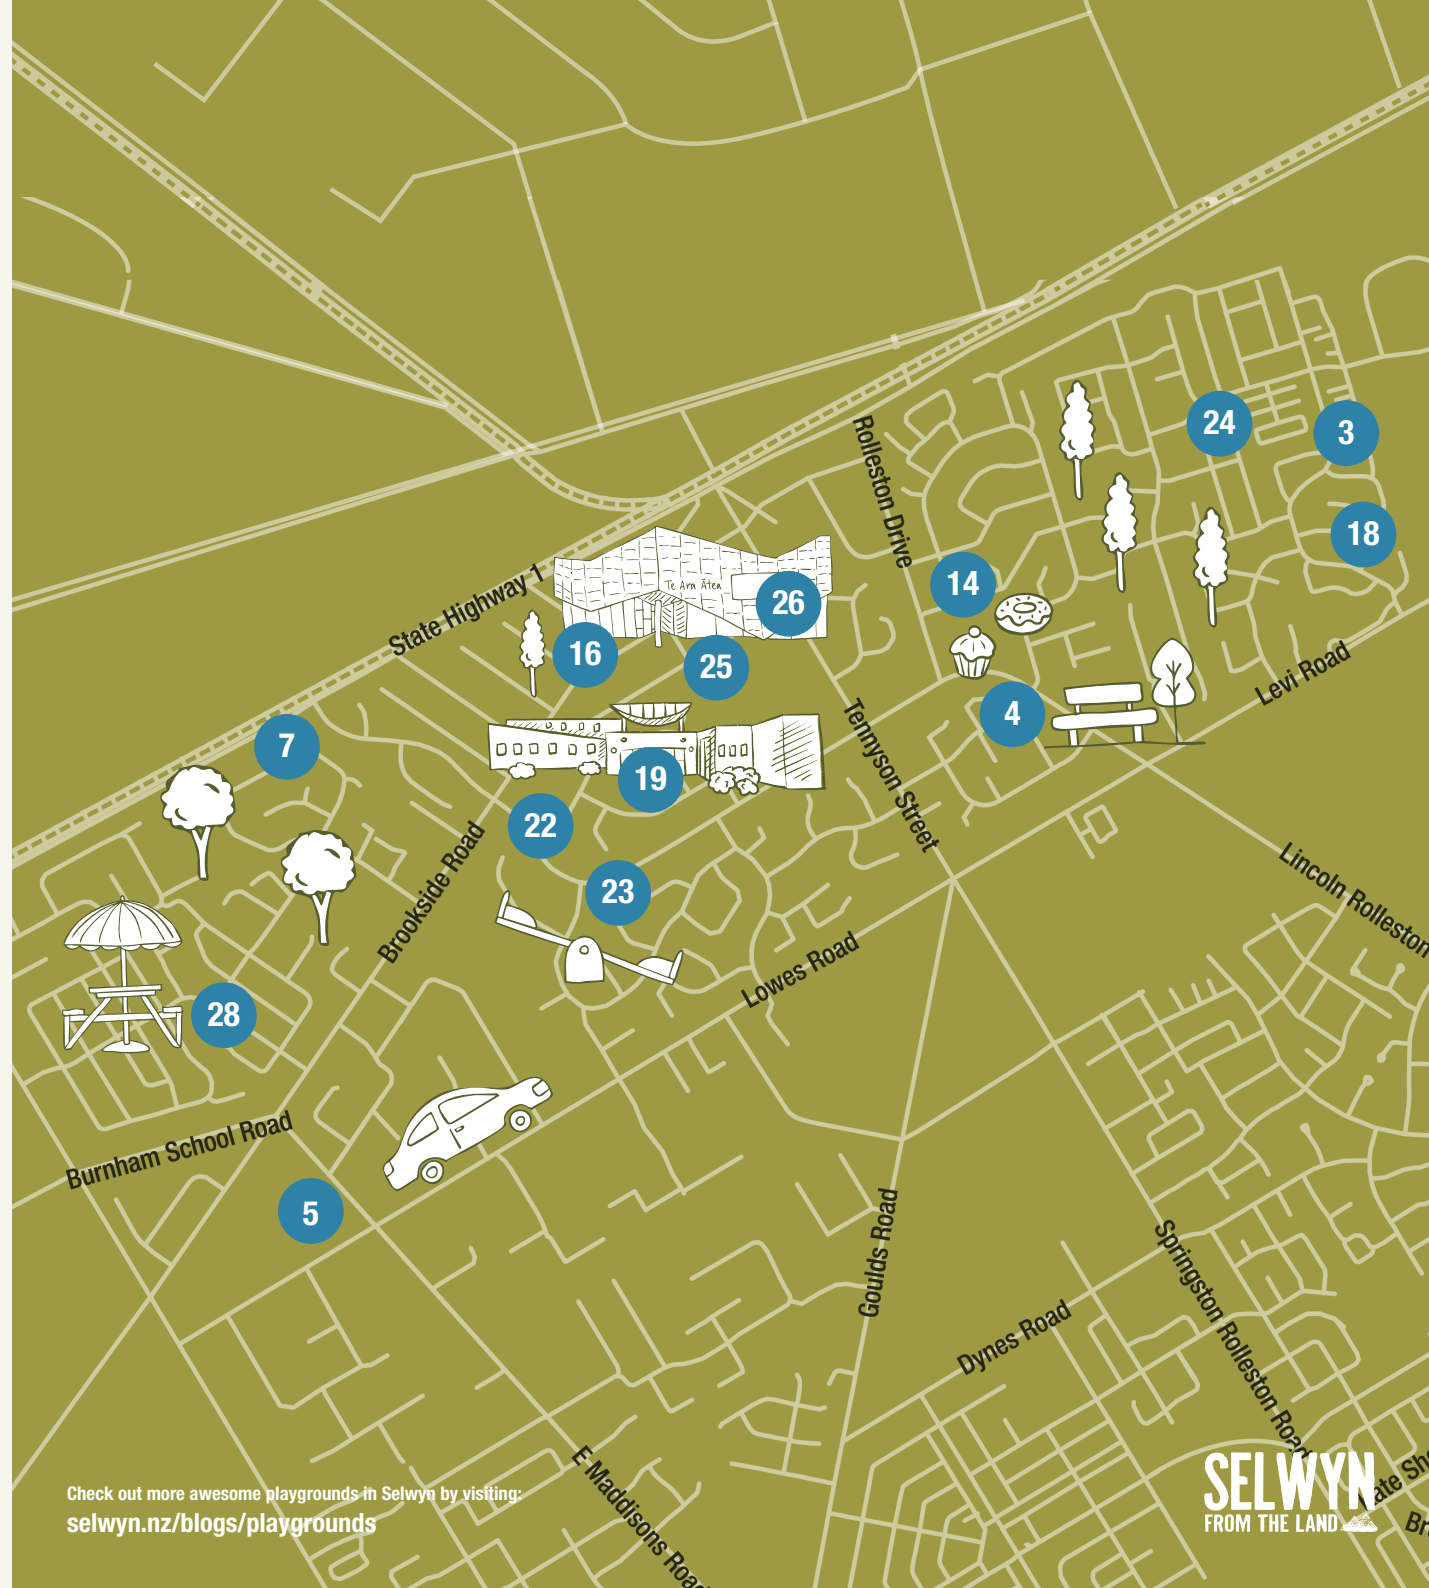 Rolleston Drive
24
3
18
Te Ara Ātea
State Highway 1
14
26
16
25
Levi Road
4
Tennyson Street
7
19
22
Brookside Road
23
Lincoln Rolleston
Lowes Road
28
Burnham School Road
5
Goulds Road
Springston Rolleston Road
Dynes Road
E Maddisons Road
Check out more awesome playgrounds in Selwyn by visiting:
selwyn.nz/blogs/playgrounds
SELWYN
FROM THE LAND